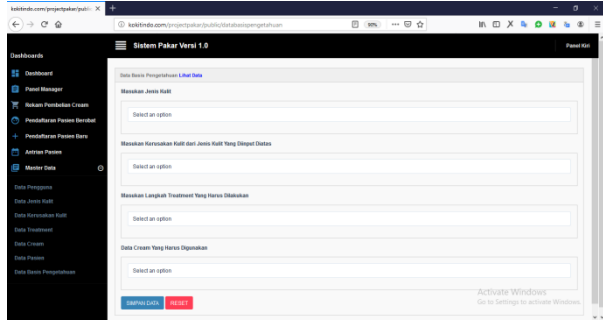 kokitindo.com/projectpakar/public
kokitindo.com/projectpakar/public/databasispengetahuan
90%
Sistem Pakar Versi 1.0
Panel Kiri
Dashboards
Dashboard
Panel Manager
Rekam Pembelian Cream
Pendaftaran Pasien Berobat
Pendaftaran Pasien Baru
Antrian Pasien
Master Data
Data Pengguna
Data Jenis Kulit
Data Kerusakan Kulit
Data Treatment
Data Cream
Data Pasien
Data Basis Pengetahuan
Data Basis Pengetahuan Lihat Data
Masukan Jenis Kulit
Select an option
Masukan Kerusakan Kulit dari Jenis Kulit Yang Diinput Diatas
Select an option
Masukan Langkah Treatment Yang Harus Dilakukan
Select an option
Data Cream Yang Harus Digunakan
Select an option
SIMPAN DATA
RESET
Activate Windows
Go to Settings to activate Windows.